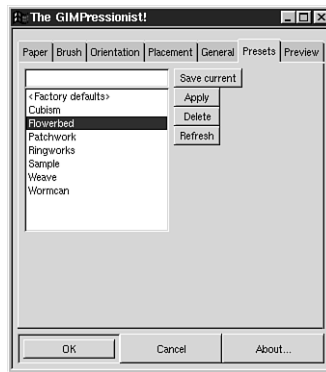 The GIMPressionist!
Paper Brush Orientation Placement General Presets Preview
Save current
<Factory defaults> Apply
Cubism
Flowerbed Delete
Patchwork Refresh
Ringworks
Sample
Weave
Wormcan
OK Cancel About...